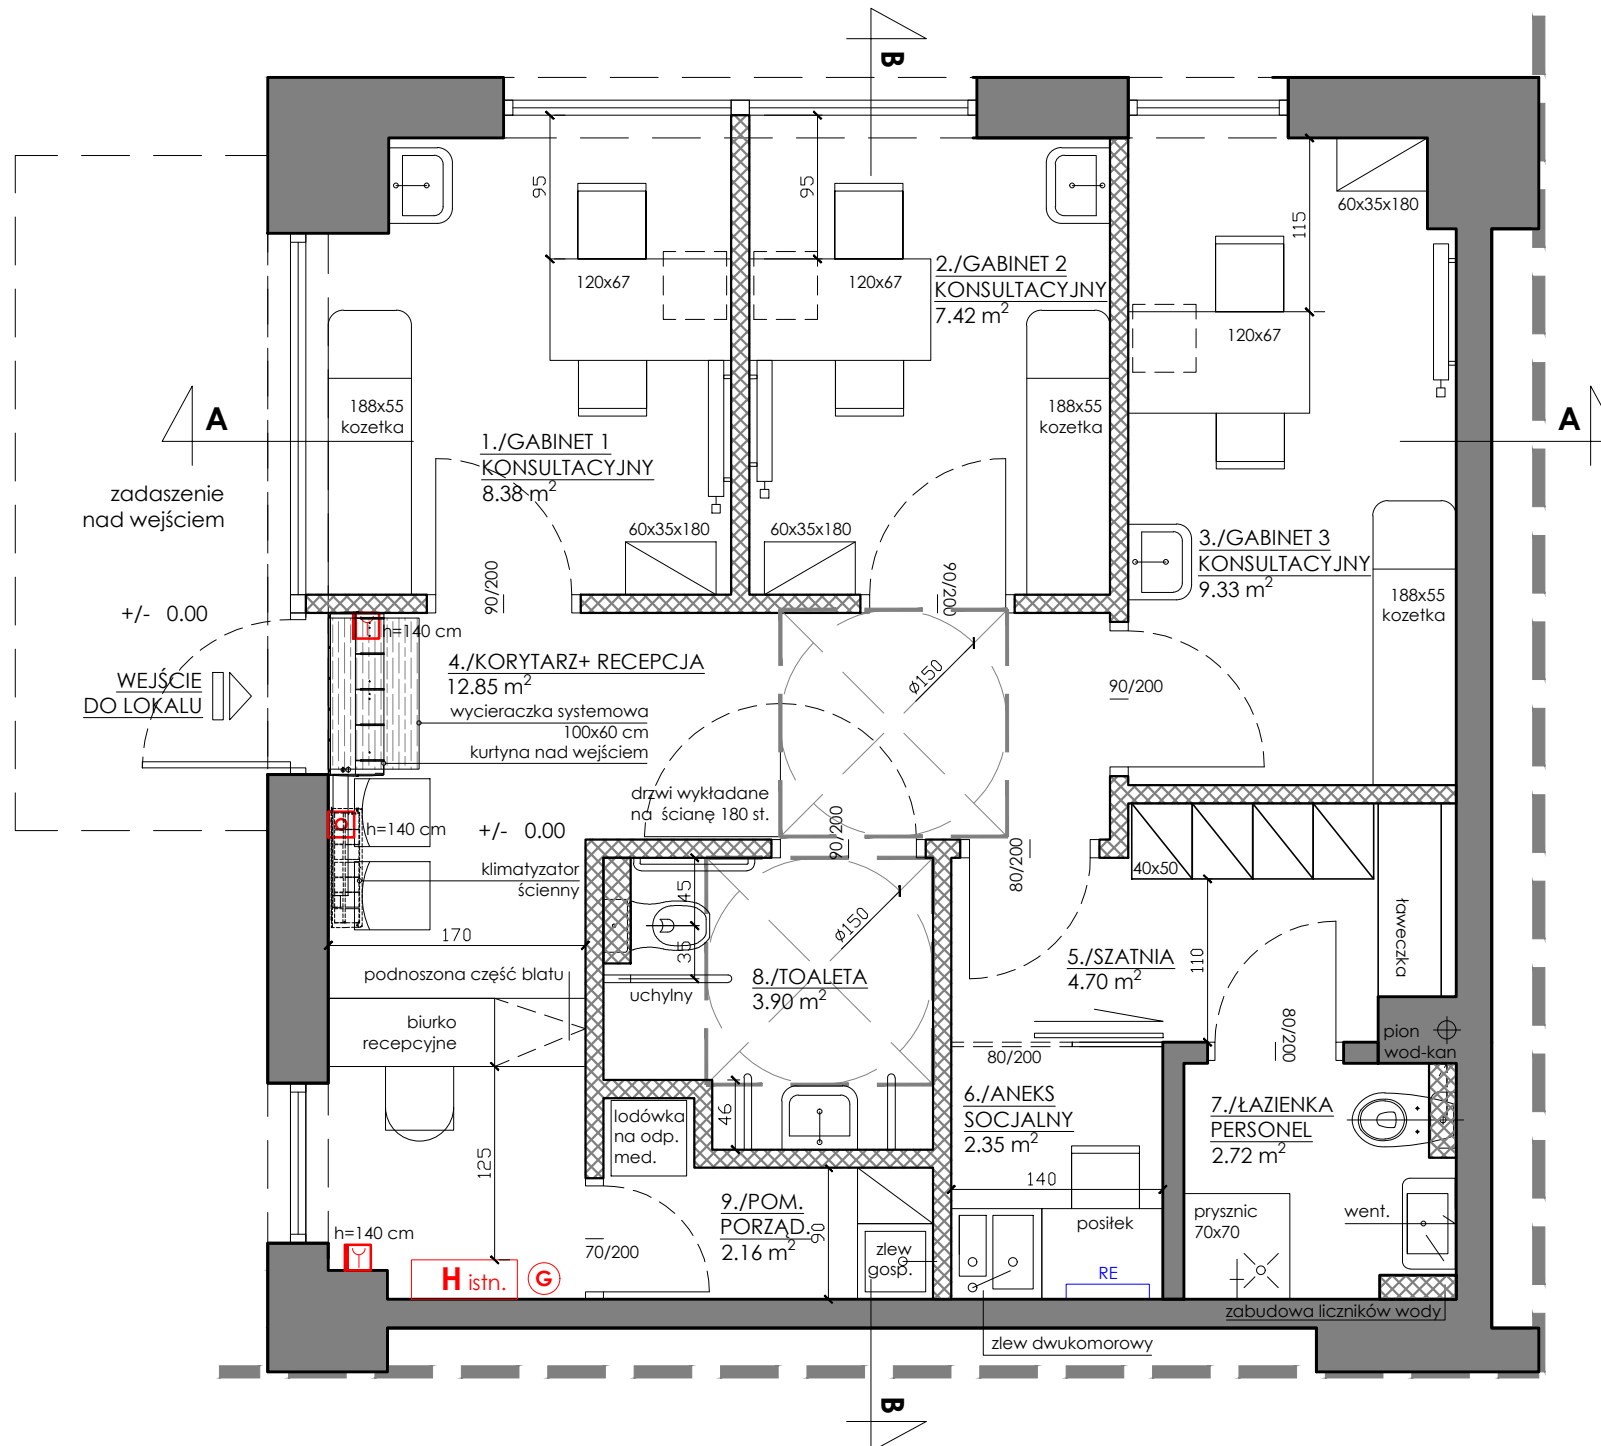 B
95
95
115
60x35x180
120x67
120x67
120x67
2./GABINET 2
KONSULTACYJNY
7.42 m²
188x55
kozetka
188x55
kozetka
A
A
1./GABINET 1
KONSULTACYJNY
8.38 m²
zadaszenie
nad wejściem
60x35x180
60x35x180
3./GABINET 3
KONSULTACYJNY
9.33 m²
188x55
kozetka
90/200
90/200
+/- 0.00
h=140 cm
4./KORYTARZ+ RECEPCJA
12.85 m²
WEJŚCIE
DO LOKALU
ø150
90/200
wycieraczka systemowa
100x60 cm
kurtyna nad wejściem
drzwi wykładane
na ścianę 180 st.
h=140 cm
+/- 0.00
90/200
80/200
klimatyzator
ścienny
40x50
45
ø150
ławeczka
170
35
podnoszona część blatu
uchylny
8./TOALETA
3.90 m²
5./SZATNIA
4.70 m²
110
biurko
recepcyjne
80/200
80/200
pion
wod-kan
46
lodówka
na odp.
med.
6./ANEKS
SOCJALNY
2.35 m²
7./ŁAZIENKA
PERSONEL
2.72 m²
125
140
9./POM.
PORZĄD.
2.16 m²
90
posiłek
prysznic
70x70
went.
h=140 cm
70/200
zlew
gosp.
H istn.
G
RE
zabudowa liczników wody
zlew dwukomorowy
B